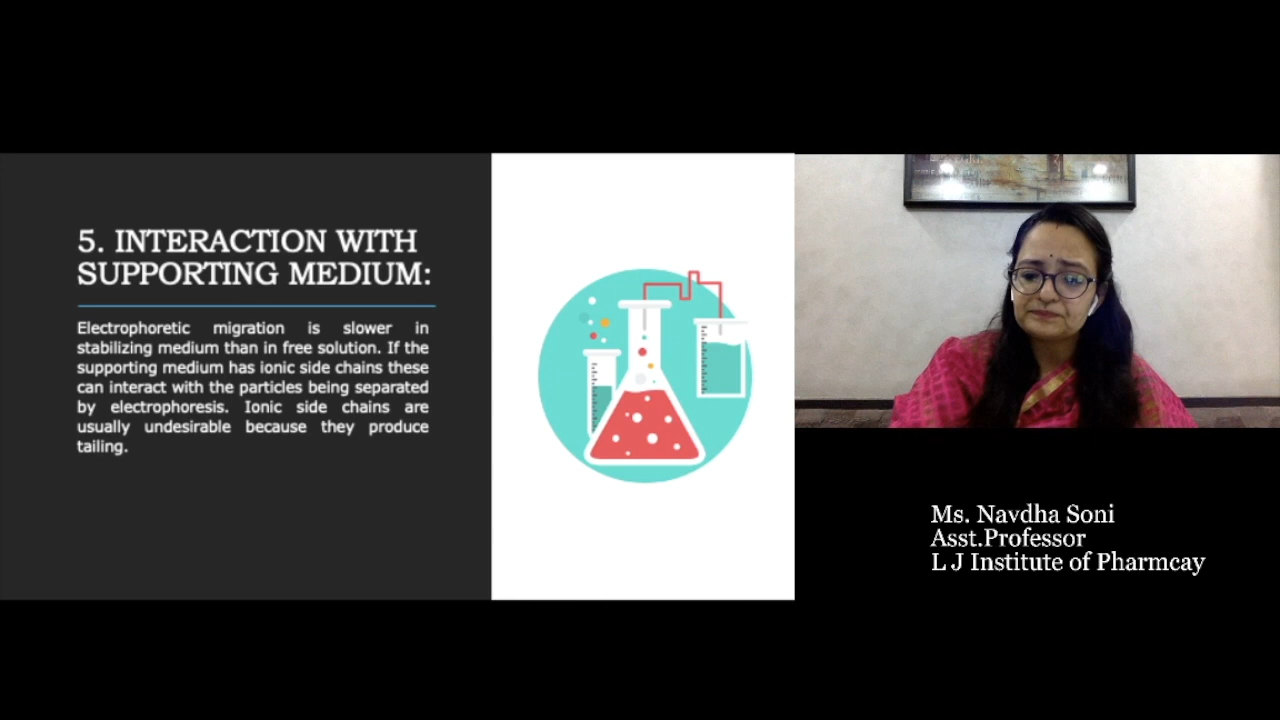 5. INTERACTION WITH
SUPPORTING MEDIUM:
Electrophoretic migration is slower in
stabilizing medium than in free solution. If the
supporting medium has ionic side chains these
can interact with the particles being separated
by electrophoresis. Ionic side chains are
usually undesirable because they produce
tailing.
Ms. Navdha Soni
Asst.Professor
L J Institute of Pharmcay